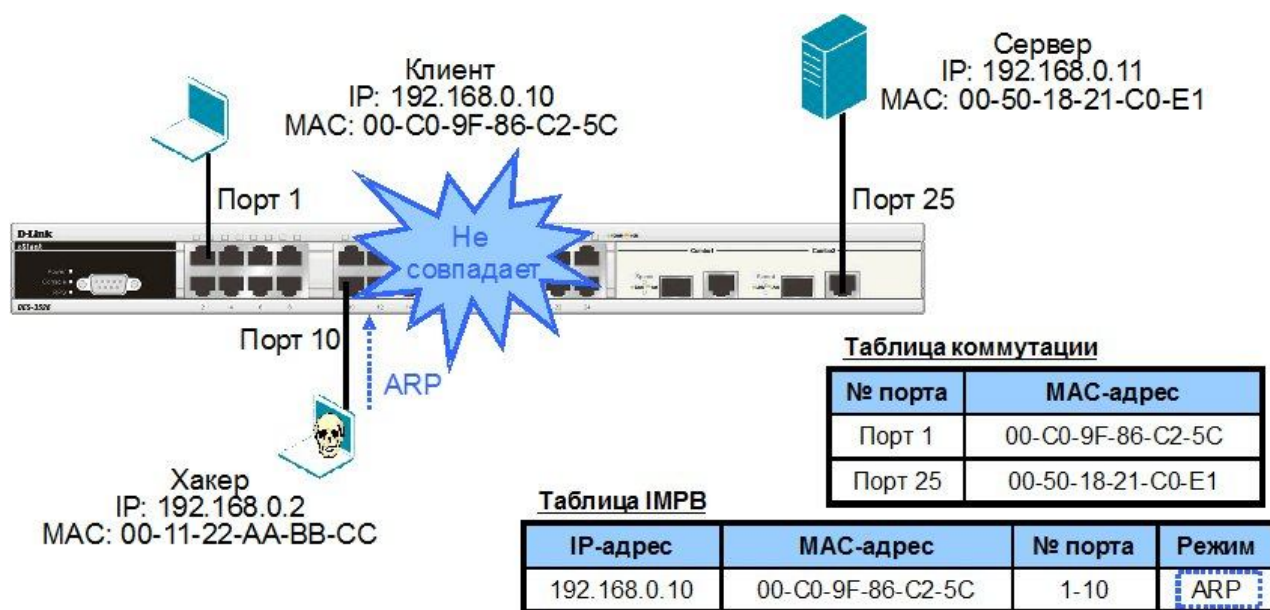 Клиент
IP: 192.168.0.10
MAC: 00-C0-9F-86-C2-5C
Сервер
IP: 192.168.0.11
MAC: 00-50-18-21-C0-E1
Порт 1
Порт 25
D-Link
Не
совпадает
Порт 10
ARP
Хакер
IP: 192.168.0.2
MAC: 00-11-22-AA-BB-CC
Таблица коммутации
№ порта MAC-адрес
Порт 1 00-C0-9F-86-C2-5C
Порт 25 00-50-18-21-C0-E1
Таблица IMPB
IP-адрес MAC-адрес № порта Режим
192.168.0.10 00-C0-9F-86-C2-5C 1-10 ARP